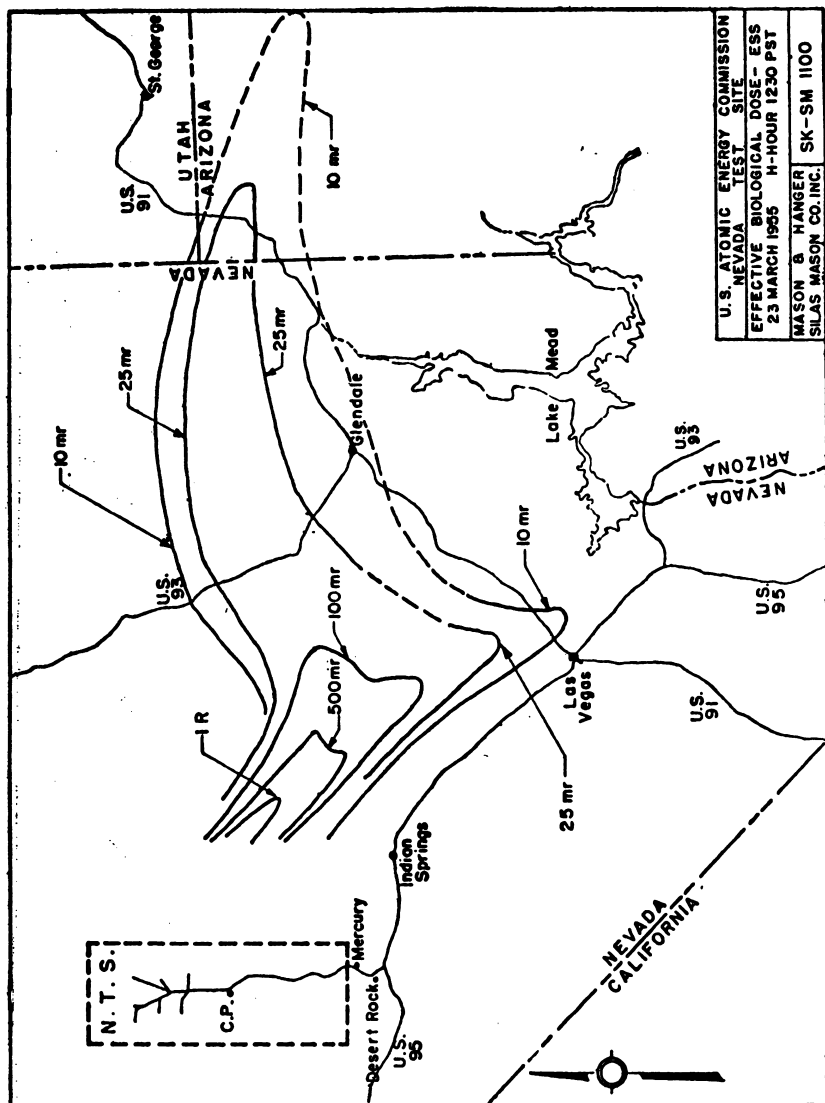 N. T. S.
C.P.
Mercury
Desert Rock
U.S.
95
Indian
Springs
1 R
500mr
100 mr
U.S.
93
10 mr
25 mr
25 mr
U.S.
91
St. George
UTAH
ARIZONA
NEVADA
10 mr
Glendale
10 mr
25 mr
Las
Vegas
Lake Mead
U.S.
93
NEVADA
ARIZONA
U.S.
95
U.S.
91
NEVADA
CALIFORNIA
U.S. ATOMIC ENERGY COMMISSION
NEVADA TEST SITE
EFFECTIVE BIOLOGICAL DOSE- ESS
23 MARCH 1955 H-HOUR 1230 PST
MASON & HANGER
SILAS MASON CO. INC.
SK-SM 1100